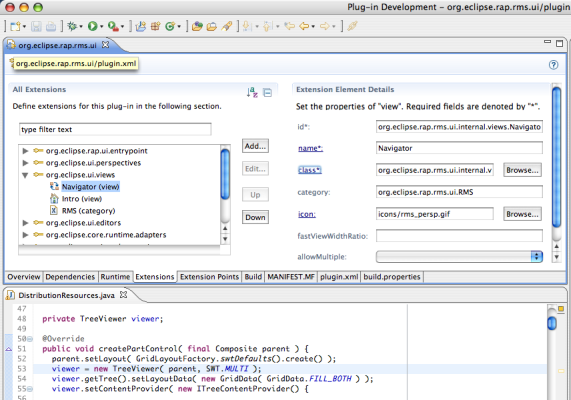 Plug-in Development - org.eclipse.rap.rms.ui/plugin
org.eclipse.rap.rms.ui
org.eclipse.rap.rms.ui/plugin.xml
All Extensions
Define extensions for this plug-in in the following section.
type filter text
org.eclipse.rap.ui.entrypoint
org.eclipse.ui.perspectives
org.eclipse.ui.views
Navigator (view)
Intro (view)
RMS (category)
org.eclipse.ui.editors
org.eclipse.core.runtime.adapters
Add...
Edit...
Up
Down
Extension Element Details
Set the properties of "view". Required fields are denoted by "*".
id*: org.eclipse.rap.rms.ui.internal.views.Navigato
name*: Navigator
class*: org.eclipse.rap.rms.ui.internal.v Browse...
category: org.eclipse.rap.rms.ui.RMS
icon: icons/rms_persp.gif Browse...
fastViewWidthRatio:
allowMultiple:
Overview Dependencies Runtime Extensions Extension Points Build MANIFEST.MF plugin.xml build.properties
DistributionResources.java
47
48 private TreeViewer viewer;
49
50 @Override
51 public void createPartControl( final Composite parent ) {
52 parent.setLayout( GridLayoutFactory.swtDefaults().create() );
53 viewer = new TreeViewer( parent, SWT.MULTI );
54 viewer.getTree().setLayoutData( new GridData( GridData.FILL_BOTH ) );
55 viewer.setContentProvider( new ITreeContentProvider() {